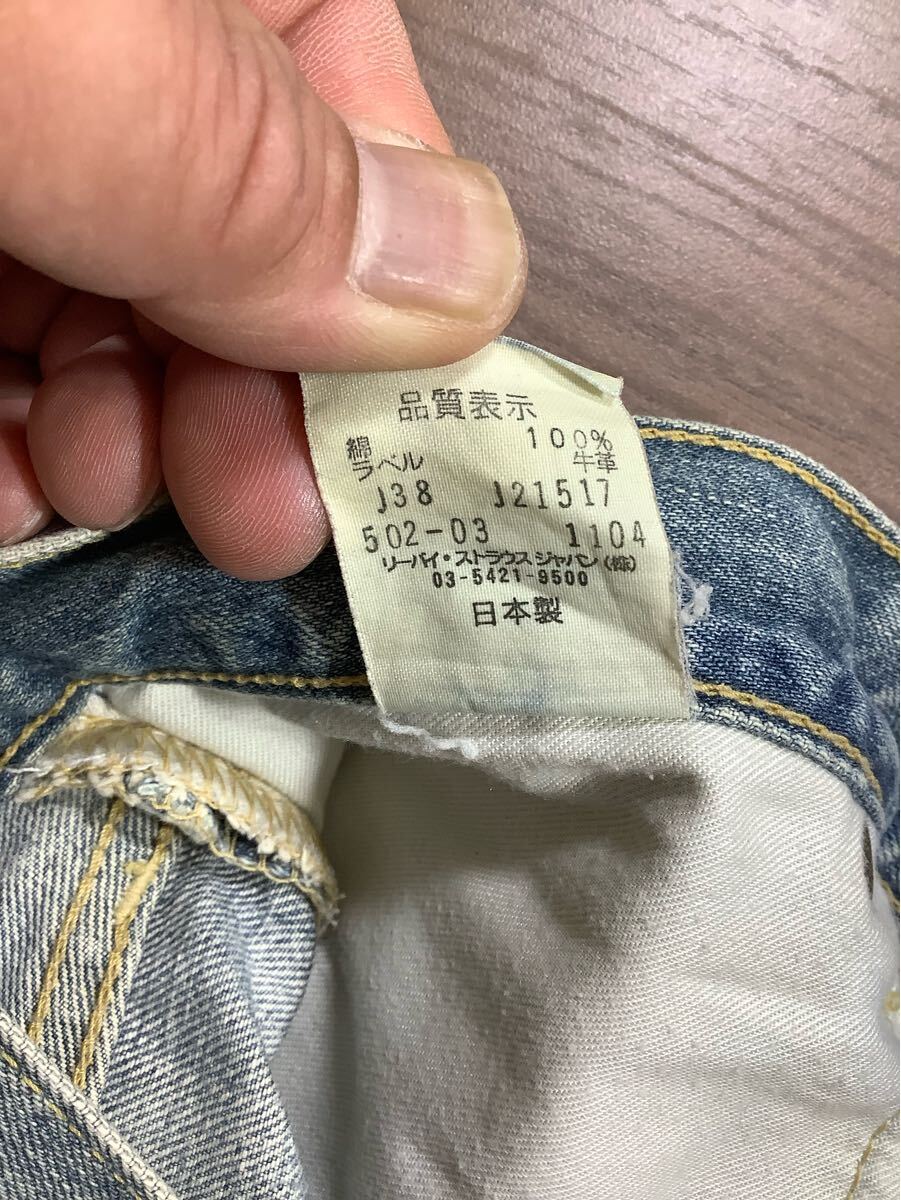 品質表示
綿 100%
ラベル 牛革
J38 J21517
502-03 1104
リーバイ・ストラウス ジャパン(株)
03-5421-9500
日本製